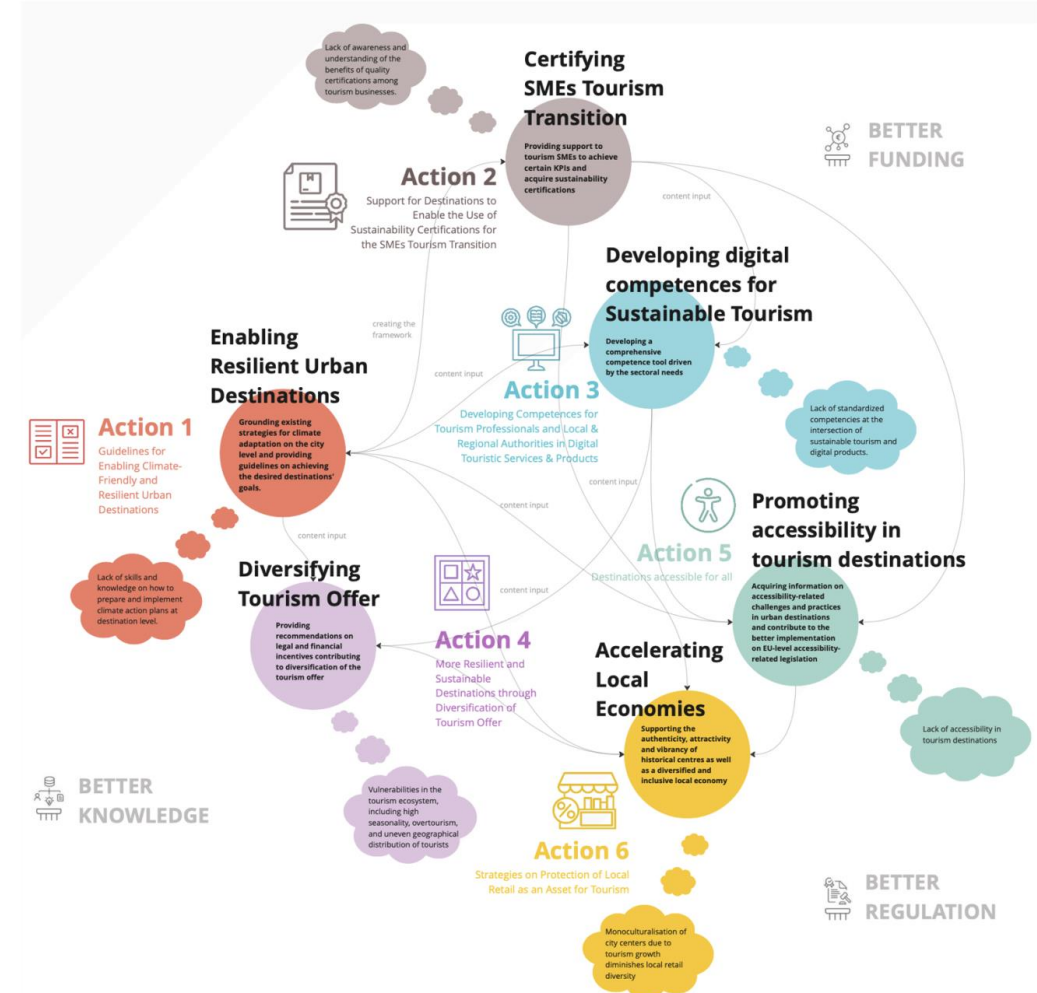 Lack of awareness and
understanding of the
benefits of quality
certifications among
tourism businesses.
Certifying
SMEs Tourism
Transition
Providing support to
tourism SMEs to achieve
certain KPIs and
acquire sustainability
certifications
BETTER
FUNDING
Action 2
Support for Destinations to
Enable the Use of
Sustainability Certifications for
the SMEs Tourism Transition
content input
Developing digital
competences for
Sustainable Tourism
Developing a
comprehensive
competence tool driven
by the sectoral needs
creating the
framework
content input
Action 3
Developing Competences for
Tourism Professionals and Local &
Regional Authorities in Digital
Touristic Services & Products
Lack of standardized
competencies at the
intersection of
sustainable tourism and
digital products.
Enabling
Resilient Urban
Destinations
Grounding existing
strategies for climate
adaptation on the city
level and providing
guidelines on achieving
the desired destinations'
goals.
Action 1
Guidelines for
Enabling Climate-
Friendly and
Resilient Urban
Destinations
content input
content input
content input
Lack of skills and
knowledge on how to
prepare and implement
climate action plans at
destination level.
Action 5
Destinations accessible for all
Promoting
accessibility in
tourism destinations
Acquiring information on
accessibility-related
challenges and practices
in urban destinations
and contribute to the
better implementation
on EU-level accessibility-
related legislation
Lack of accessibility in
tourism destinations
Diversifying
Tourism Offer
Providing
recommendations on
legal and financial
incentives contributing
to diversification of the
tourism offer
content input
Action 4
More Resilient and
Sustainable
Destinations through
Diversification of
Tourism Offer
Vulnerabilities in the
tourism ecosystem,
including high
seasonality, overtourism,
and uneven geographical
distribution of tourists
Accelerating
Local
Economies
Supporting the
authenticity, attractivity
and vibrancy of
historical centres as well
as a diversified and
inclusive local economy
BETTER
KNOWLEDGE
Action 6
Strategies on Protection of Local
Retail as an Asset for Tourism
Monoculturalisation of
city centers due to
tourism growth
diminishes local retail
diversity
BETTER
REGULATION